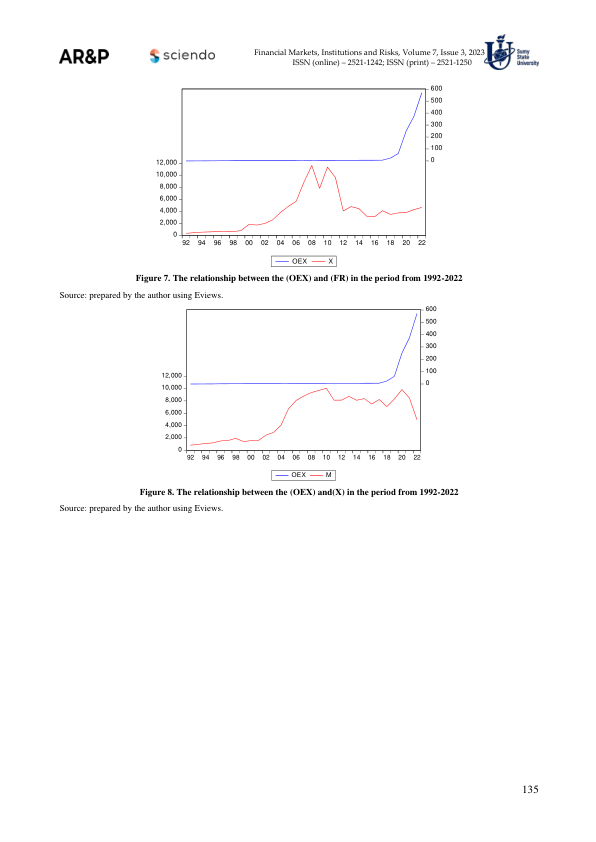 AR&P
sciendo
Financial Markets, Institutions and Risks, Volume 7, Issue 3, 2023
ISSN (online) – 2521-1242; ISSN (print) – 2521-1250
Sumy
State
University
600
500
400
300
200
100
0
12,000
10,000
8,000
6,000
4,000
2,000
0
92 94 96 98 00 02 04 06 08 10 12 14 16 18 20 22
OEX X
Figure 7. The relationship between the (OEX) and (FR) in the period from 1992-2022
Source: prepared by the author using Eviews.
600
500
400
300
200
100
0
12,000
10,000
8,000
6,000
4,000
2,000
0
92 94 96 98 00 02 04 06 08 10 12 14 16 18 20 22
OEX M
Figure 8. The relationship between the (OEX) and(X) in the period from 1992-2022
Source: prepared by the author using Eviews.
135